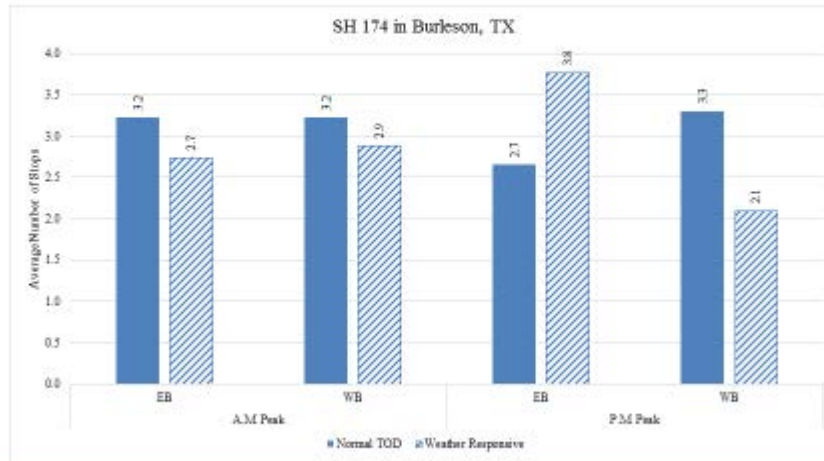 SH 174 in Burleson, TX
Average Number of Stops
4.0
3.5
3.0
2.5
2.0
1.5
1.0
0.5
0.0
3.2
2.7
3.2
2.9
2.7
3.8
3.3
2.1
EB
WB
EB
WB
A.M Peak
P.M Peak
Normal TOD
Weather Responsive